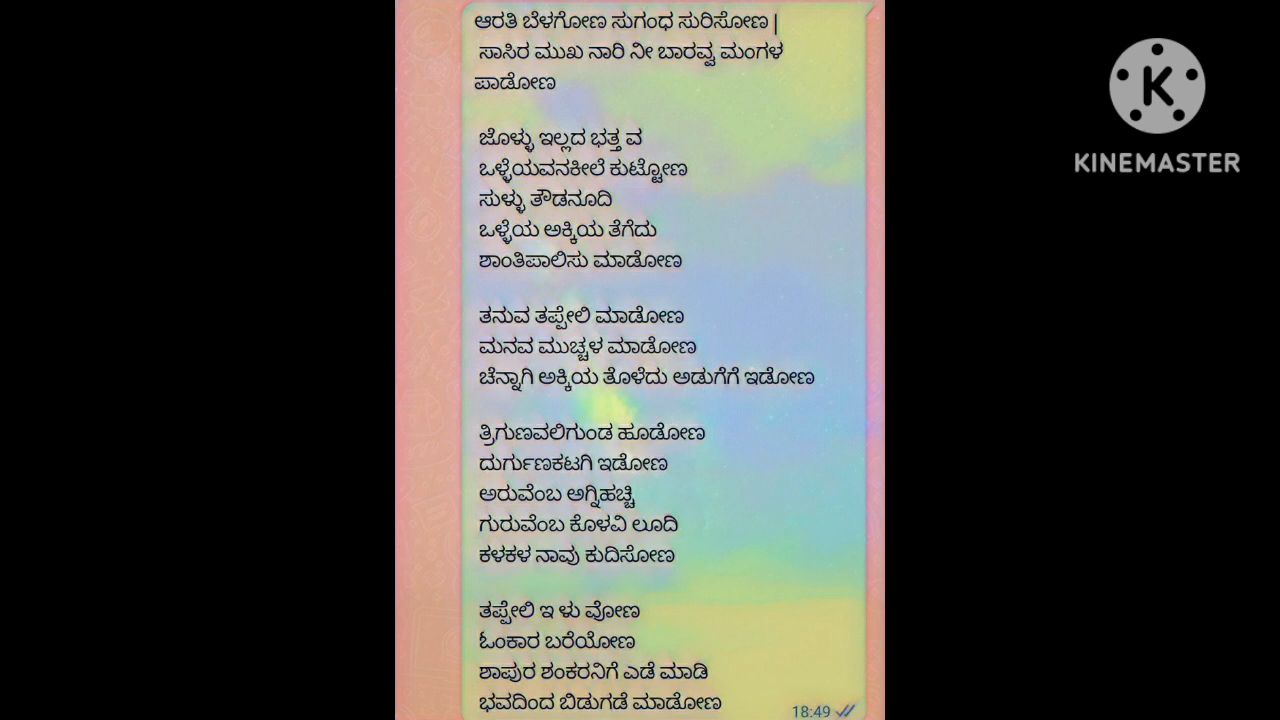 ಆರತಿ ಬೆಳಗೋಣ ಸುಗಂಧ ಸುರಿಸೋಣ |
ಸಾಸಿರ ಮುಖ ನಾರಿ ನೀ ಬಾರವ್ವ ಮಂಗಳ
ಪಾಡೋಣ
ಜೊಳ್ಳು ಇಲ್ಲದ ಭತ್ತ ವ
ಒಳ್ಳೆಯವನಕೀಲೆ ಕುಟ್ಟೋಣ
ಸುಳ್ಳು ತೌಡನೂದಿ
ಒಳ್ಳೆಯ ಅಕ್ಕಿಯ ತೆಗೆದು
ಶಾಂತಿಪಾಲಿಸು ಮಾಡೋಣ
ತನುವ ತಪ್ಪೇಲಿ ಮಾಡೋಣ
ಮನವ ಮುಚ್ಚಳ ಮಾಡೋಣ
ಚೆನ್ನಾಗಿ ಅಕ್ಕಿಯ ತೊಳೆದು ಅಡುಗೆಗೆ ಇಡೋಣ
ತ್ರಿಗುಣವಲಿಗುಂಡ ಹೂಡೋಣ
ದುರ್ಗುಣಕಟಗಿ ಇಡೋಣ
ಅರುವೆಂಬ ಅಗ್ನಿಹಚ್ಚಿ
ಗುರುವೆಂಬ ಕೊಳವಿ ಲೂದಿ
ಕಳಕಳ ನಾವು ಕುದಿಸೋಣ
ತಪ್ಪೇಲಿ ಇ ಳು ವೋಣ
ಓಂಕಾರ ಬರೆಯೋಣ
ಶಾಪುರ ಶಂಕರನಿಗೆ ಎಡೆ ಮಾಡಿ
ಭವದಿಂದ ಬಿಡುಗಡೆ ಮಾಡೋಣ
18:49
K
KINEMASTER